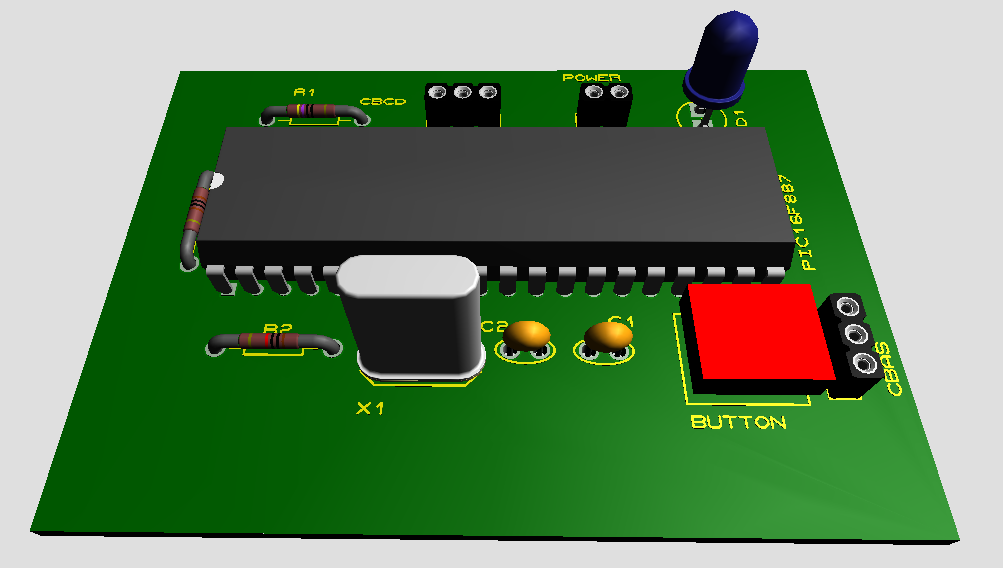 POWER
R1
CBCD
D1
PIC16F887
R2
C2
C1
CBAS
X1
BUTTON